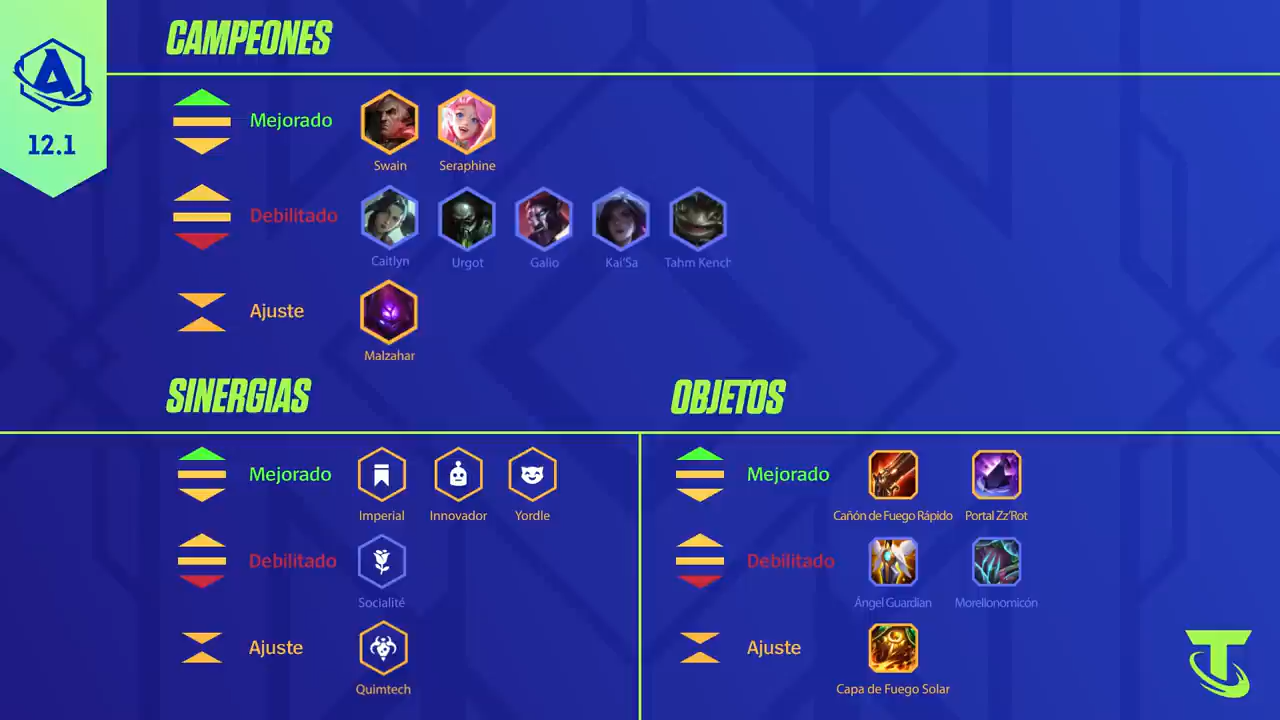 CAMPEONES
A
12.1
Mejorado
Swain
Seraphine
Debilitado
Caitlyn
Urgot
Galio
Kai'Sa
Tahm Kench
Ajuste
Malzahar
SINERGIAS
Mejorado
Imperial
Innovador
Yordle
Debilitado
Socialité
Ajuste
Quimtech
OBJETOS
Mejorado
Cañón de Fuego Rápido
Portal Zz'Rot
Debilitado
Ángel Guardian
Morellonomicón
Ajuste
Capa de Fuego Solar
T